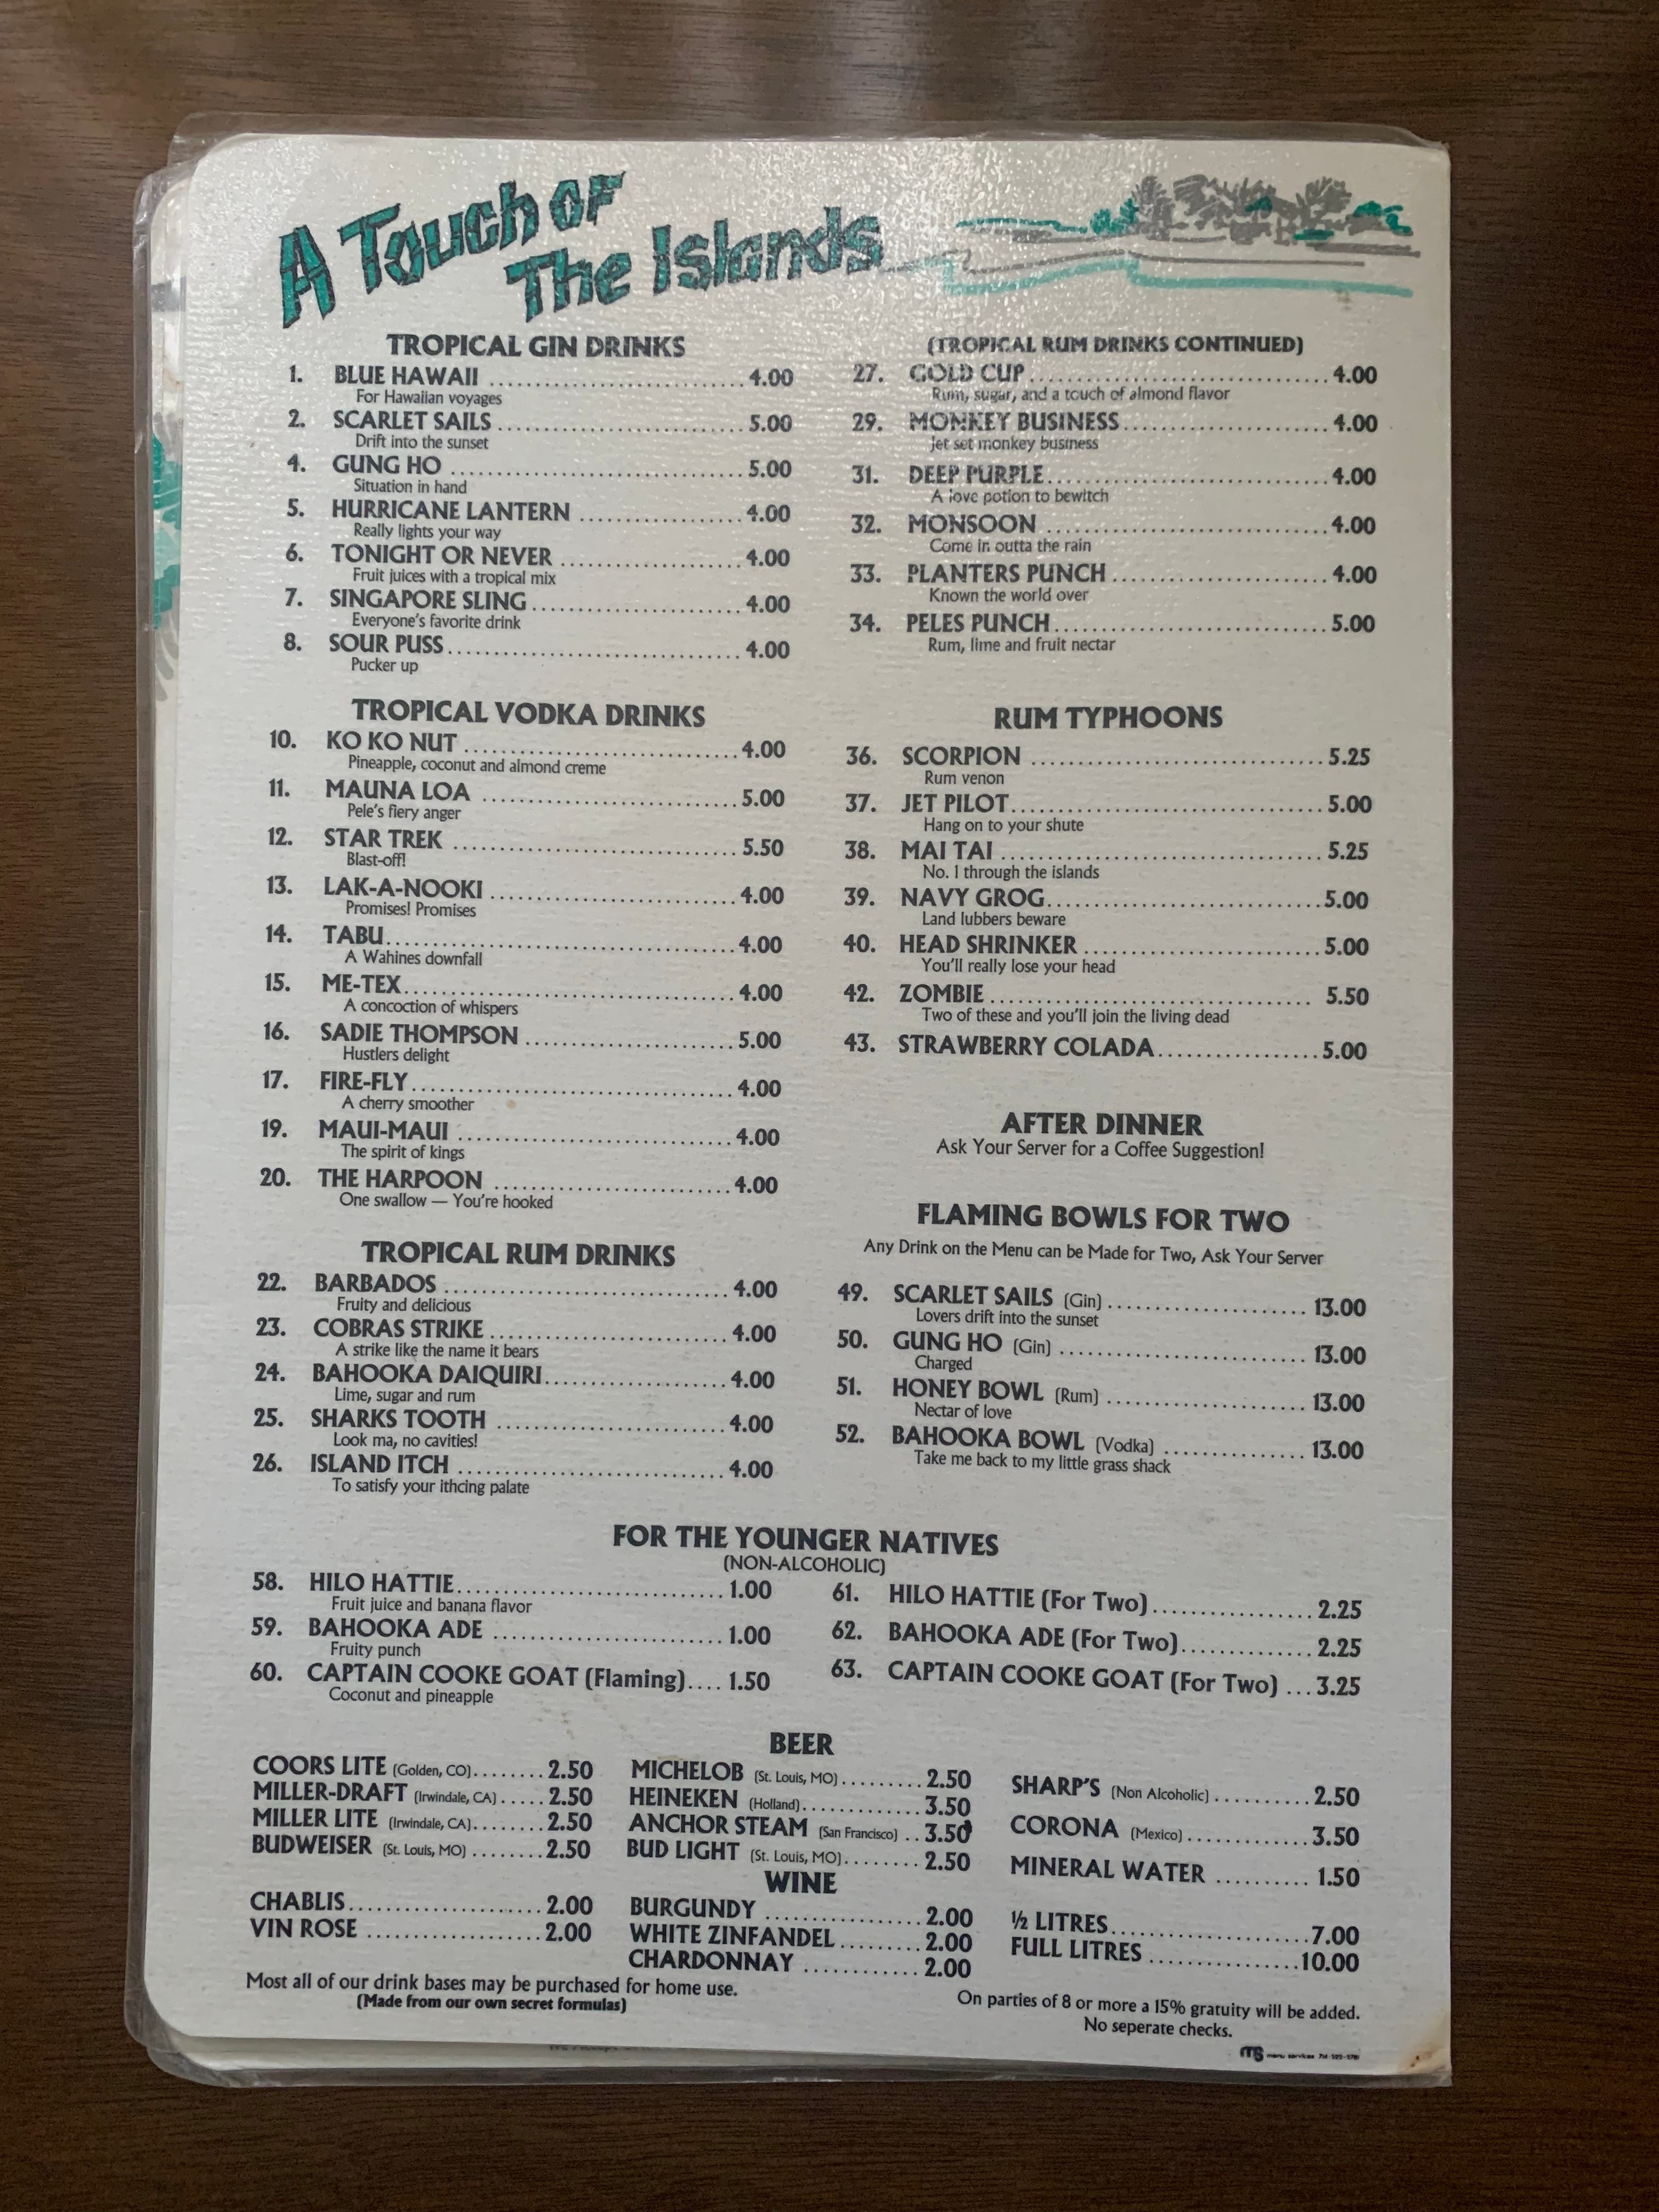 A Touch of
The Islands
TROPICAL GIN DRINKS
1. BLUE HAWAII ........................... 4.00
For Hawaiian voyages
2. SCARLET SAILS ........................... 5.00
Drift into the sunset
4. GUNG HO ........................... 5.00
Situation in hand
5. HURRICANE LANTERN ................. 4.00
Really lights your way
6. TONIGHT OR NEVER ................... 4.00
Fruit juices with a tropical mix
7. SINGAPORE SLING ...................... 4.00
Everyone's favorite drink
8. SOUR PUSS ................................ 4.00
Pucker up
TROPICAL VODKA DRINKS
10. KO KO NUT ............................. 4.00
Pineapple, coconut and almond creme
11. MAUNA LOA ........................... 5.00
Pele's fiery anger
12. STAR TREK .............................. 5.50
Blast-off!
13. LAK-A-NOOKI .......................... 4.00
Promises! Promises
14. TABU ..................................... 4.00
A Wahines downfall
15. ME-TEX ................................... 4.00
A concoction of whispers
16. SADIE THOMPSON ...................... 5.00
Hustlers delight
17. FIRE-FLY .................................. 4.00
A cherry smoother
19. MAUI-MAUI ............................ 4.00
The spirit of kings
20. THE HARPOON ......................... 4.00
One swallow — You're hooked
TROPICAL RUM DRINKS
22. BARBADOS .............................. 4.00
Fruity and delicious
23. COBRAS STRIKE ......................... 4.00
A strike like the name it bears
24. BAHOOKA DAIQUIRI ................... 4.00
Lime, sugar and rum
25. SHARKS TOOTH ........................ 4.00
Look ma, no cavities!
26. ISLAND ITCH ............................ 4.00
To satisfy your ithcing palate
(TROPICAL RUM DRINKS CONTINUED)
27. GOLD CUP ............................... 4.00
Rum, sugar, and a touch of almond flavor
29. MONKEY BUSINESS ..................... 4.00
Jet set monkey business
31. DEEP PURPLE ............................ 4.00
A love potion to bewitch
32. MONSOON .............................. 4.00
Come in outta the rain
33. PLANTERS PUNCH ...................... 4.00
Known the world over
34. PELES PUNCH ........................... 5.00
Rum, lime and fruit nectar
RUM TYPHOONS
36. SCORPION .............................. 5.25
Rum venon
37. JET PILOT ................................. 5.00
Hang on to your shute
38. MAI TAI .................................. 5.25
No. 1 through the islands
39. NAVY GROG ............................. 5.00
Land lubbers beware
40. HEAD SHRINKER ........................ 5.00
You'll really lose your head
42. ZOMBIE ................................. 5.50
Two of these and you'll join the living dead
43. STRAWBERRY COLADA ................. 5.00
AFTER DINNER
Ask Your Server for a Coffee Suggestion!
FLAMING BOWLS FOR TWO
Any Drink on the Menu can be Made for Two, Ask Your Server
49. SCARLET SAILS (Gin) ..................... 13.00
Lovers drift into the sunset
50. GUNG HO (Gin) .......................... 13.00
Charged
51. HONEY BOWL (Rum) .................... 13.00
Nectar of love
52. BAHOOKA BOWL (Vodka) .............. 13.00
Take me back to my little grass shack
FOR THE YOUNGER NATIVES
(NON-ALCOHOLIC)
58. HILO HATTIE ............................. 1.00
Fruit juice and banana flavor
59. BAHOOKA ADE ......................... 1.00
Fruity punch
60. CAPTAIN COOKE GOAT (Flaming) .... 1.50
Coconut and pineapple
61. HILO HATTIE (For Two) ................. 2.25
62. BAHOOKA ADE (For Two) ............. 2.25
63. CAPTAIN COOKE GOAT (For Two) ... 3.25
BEER
COORS LITE (Golden, CO) ........ 2.50
MILLER-DRAFT (Irwindale, CA) ..... 2.50
MILLER LITE (Irwindale, CA) ........ 2.50
BUDWEISER (St. Louis, MO) ........ 2.50
MICHELOB (St. Louis, MO) ......... 2.50
HEINEKEN (Holland) ............. 3.50
ANCHOR STEAM (San Francisco) .. 3.50
BUD LIGHT (St. Louis, MO) ........ 2.50
SHARP'S (Non Alcoholic) .......... 2.50
CORONA (Mexico) ............. 3.50
MINERAL WATER .......... 1.50
WINE
CHABLIS ..................... 2.00
VIN ROSE ................... 2.00
BURGUNDY ................ 2.00
WHITE ZINFANDEL ......... 2.00
CHARDONNAY ............ 2.00
½ LITRES ..................... 7.00
FULL LITRES ................ 10.00
Most all of our drink bases may be purchased for home use.
(Made from our own secret formulas)
On parties of 8 or more a 15% gratuity will be added.
No seperate checks.
ms menu services